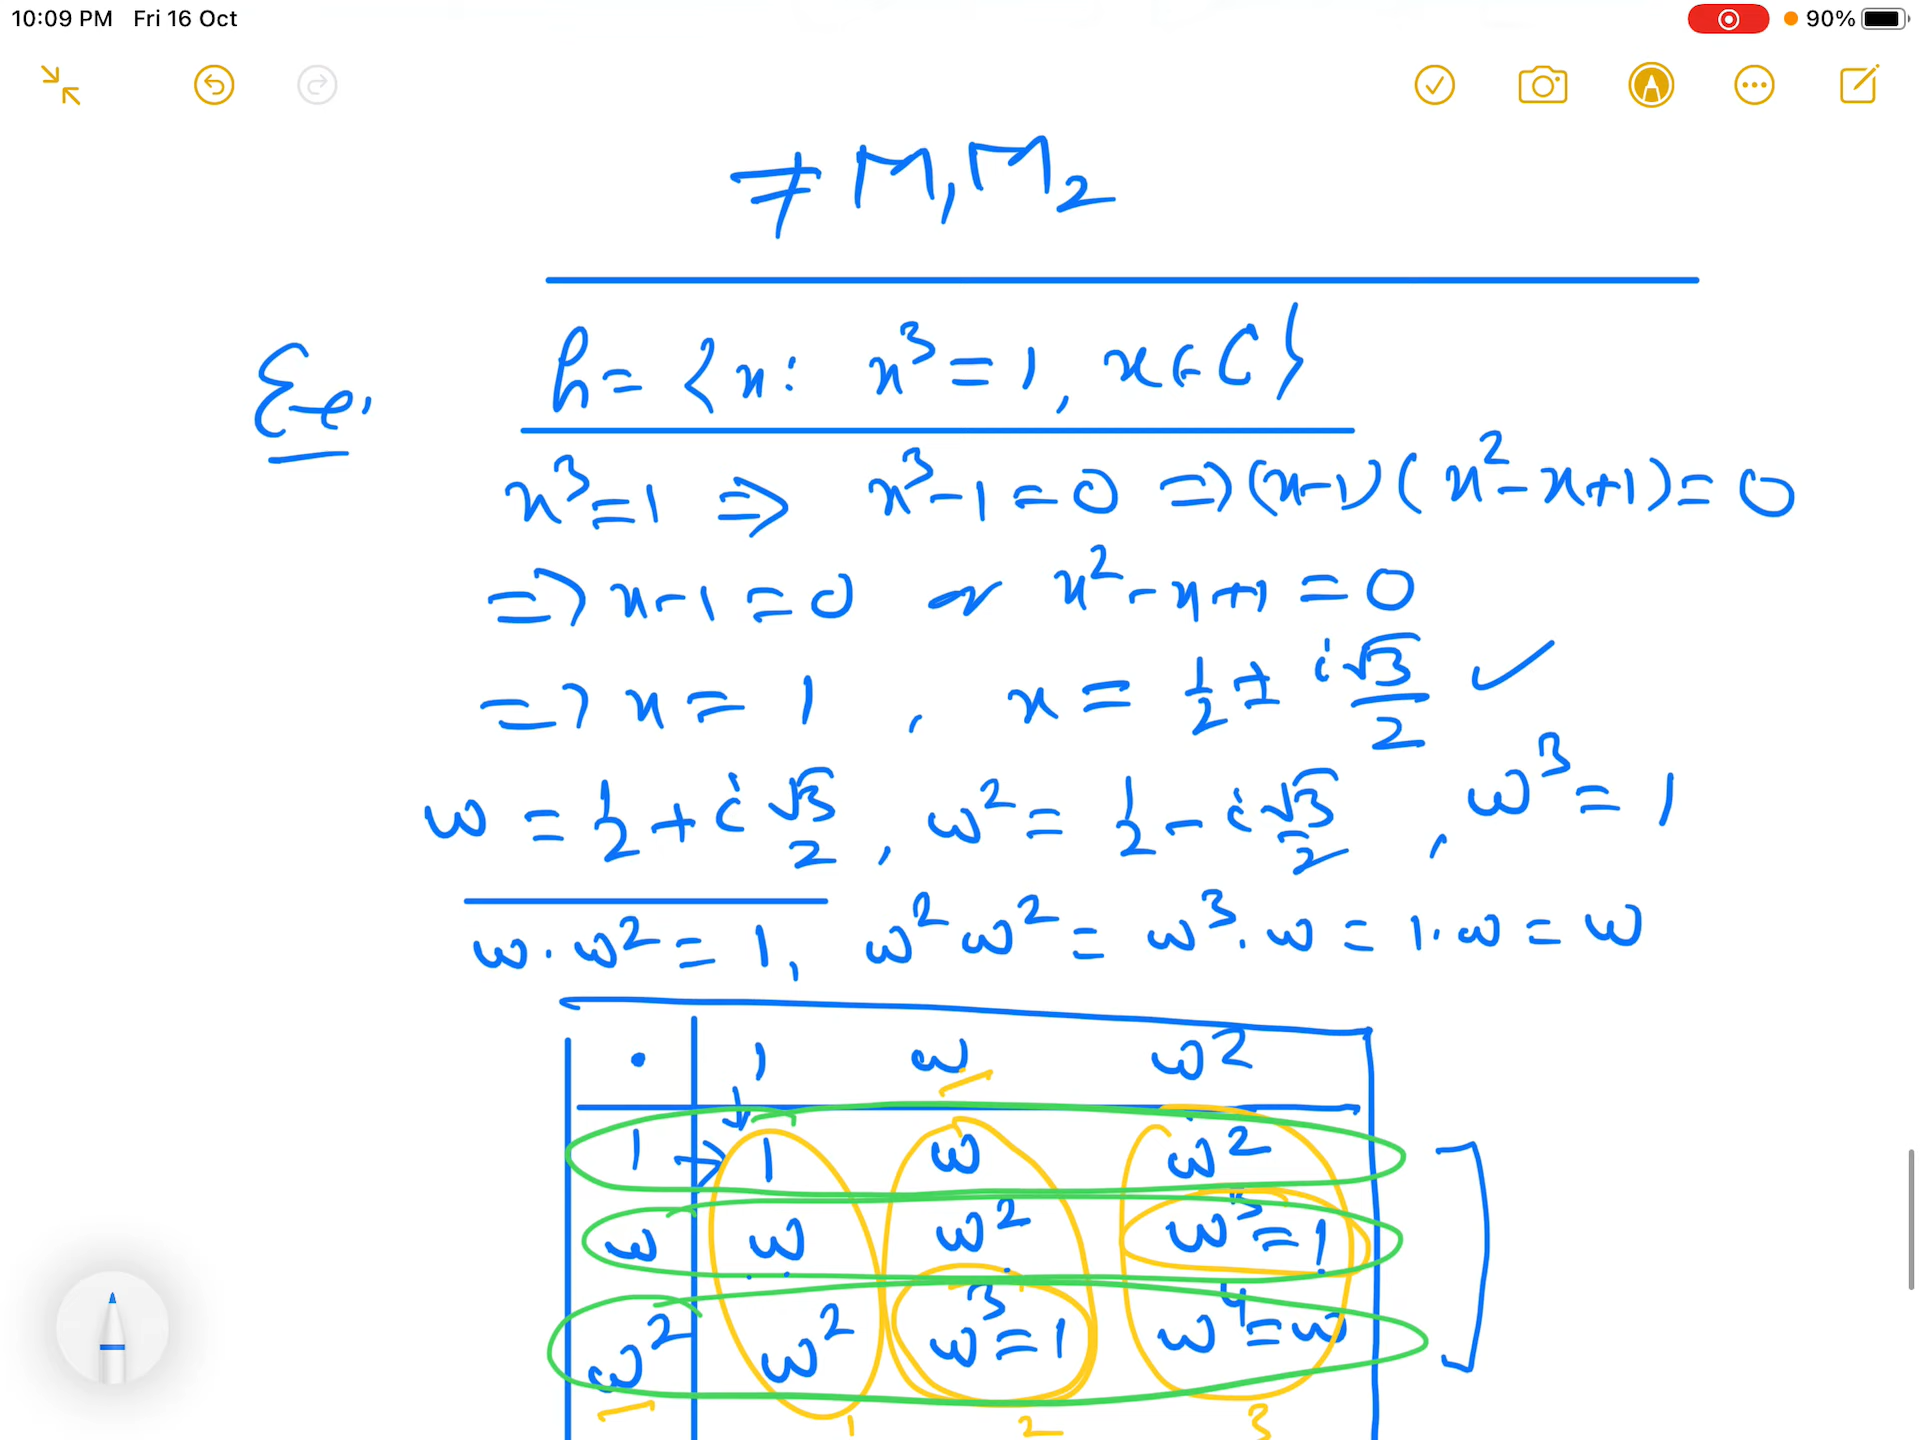 10:09 PM Fri 16 Oct 90%
≠ M₁M₂
Ex. G = {x: x³ = 1, x ∈ C}
x³ = 1 ⇒ x³ - 1 = 0 ⇒ (x-1)(x² - x + 1) = 0
⇒ x - 1 = 0 or x² - x + 1 = 0
⇒ x = 1, x = 1/2 ± i√3/2 ✓
ω = 1/2 + i √3/2, ω² = 1/2 - i √3/2, ω³ = 1
ω · ω² = 1, ω² ω² = ω³ · ω = 1 · ω = ω
· 1 ω ω²
1 → 1 ω ω²
ω ω ω² ω³ = 1
ω² ω² ω³ = 1 ω⁴ = ω
1 2 3